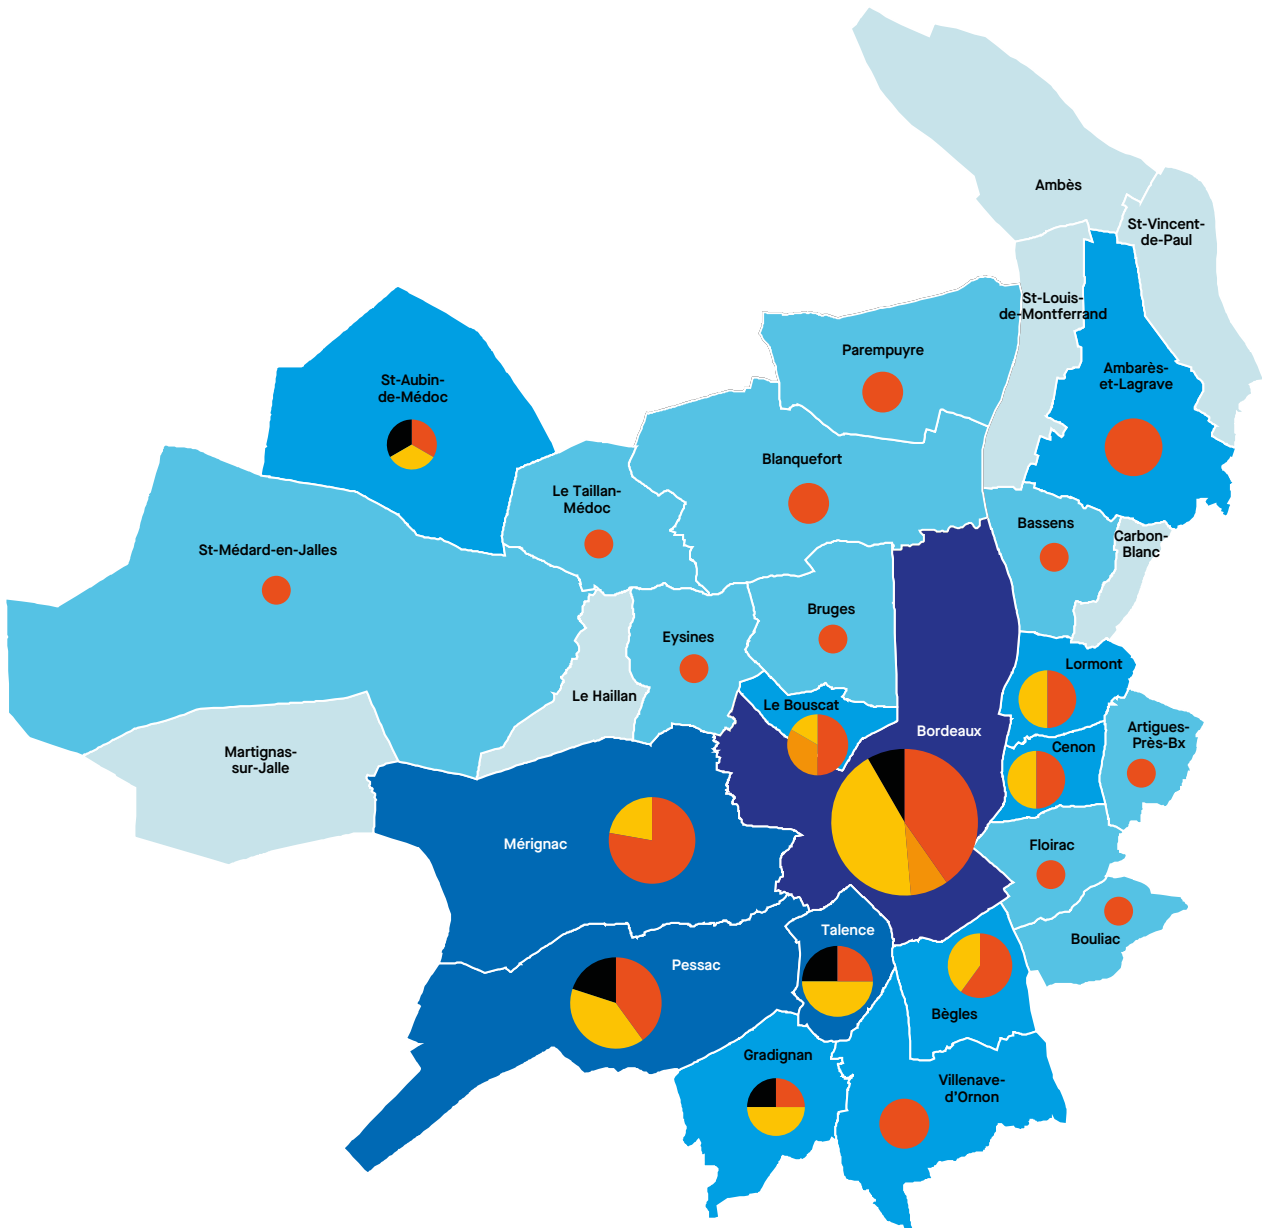 Ambès
St-Vincent-
de-Paul
St-Louis-
de-Montferrand
Parempuyre
Ambarès-
et-Lagrave
St-Aubin-
de-Médoc
Blanquefort
Le Taillan-
Médoc
Bassens
Carbon-
Blanc
St-Médard-en-Jalles
Bruges
Eysines
Lormont
Le Haillan
Le Bouscat
Artigues-
Près-Bx
Bordeaux
Cenon
Martignas-
sur-Jalle
Mérignac
Floirac
Talence
Bouliac
Pessac
Bègles
Gradignan
Villenave-
d'Ornon